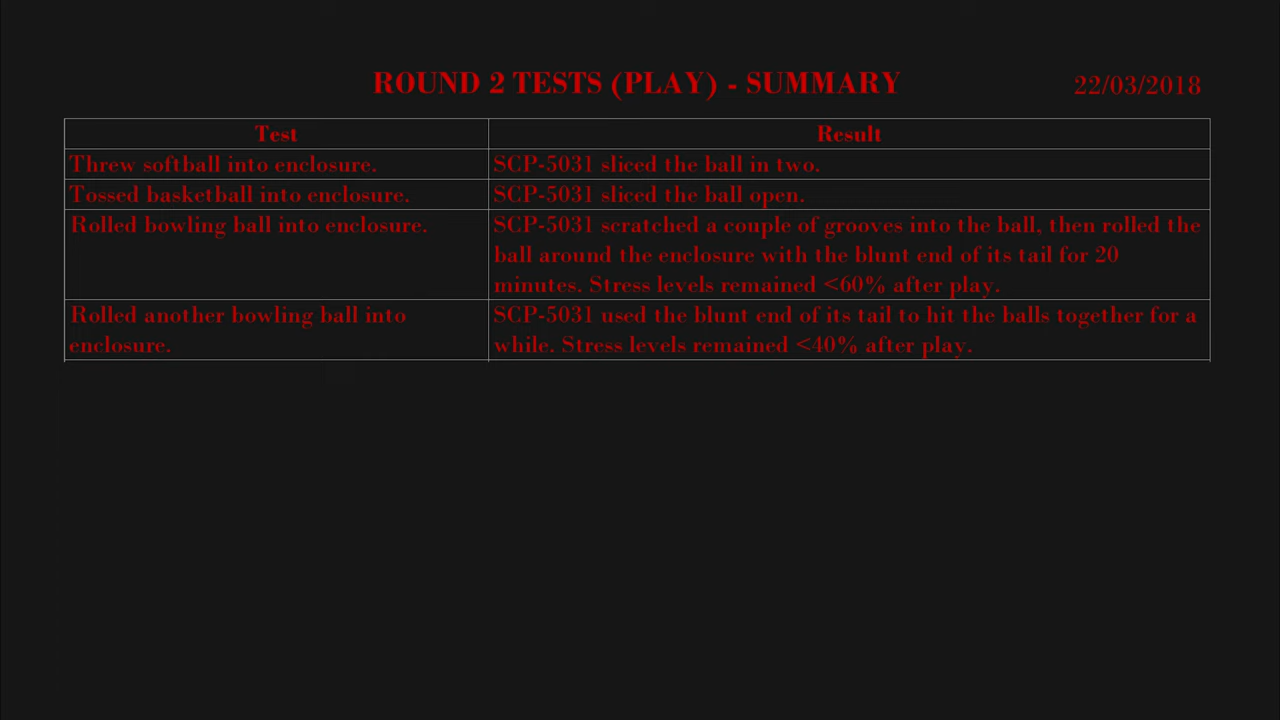 ROUND 2 TESTS (PLAY) - SUMMARY 22/03/2018
Test Result
Threw softball into enclosure. SCP-5031 sliced the ball in two.
Tossed basketball into enclosure. SCP-5031 sliced the ball open.
Rolled bowling ball into enclosure. SCP-5031 scratched a couple of grooves into the ball, then rolled the
ball around the enclosure with the blunt end of its tail for 20
minutes. Stress levels remained <60% after play.
Rolled another bowling ball into
enclosure.
SCP-5031 used the blunt end of its tail to hit the balls together for a
while. Stress levels remained <40% after play.